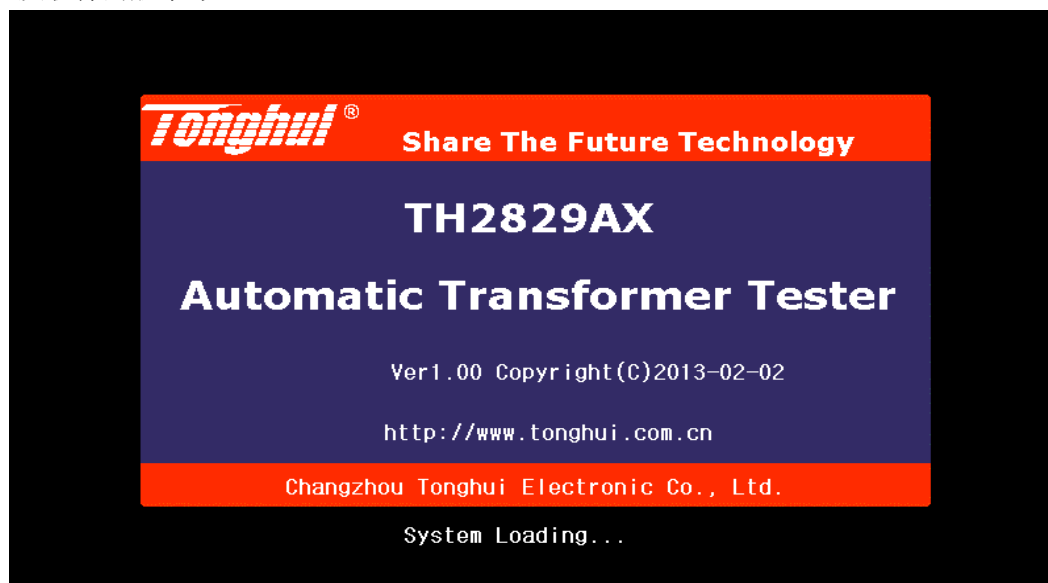 Tonghui ®
Share The Future Technology
TH2829AX
Automatic Transformer Tester
Ver1.00 Copyright(C)2013-02-02
http://www.tonghui.com.cn
Changzhou Tonghui Electronic Co., Ltd.
System Loading...